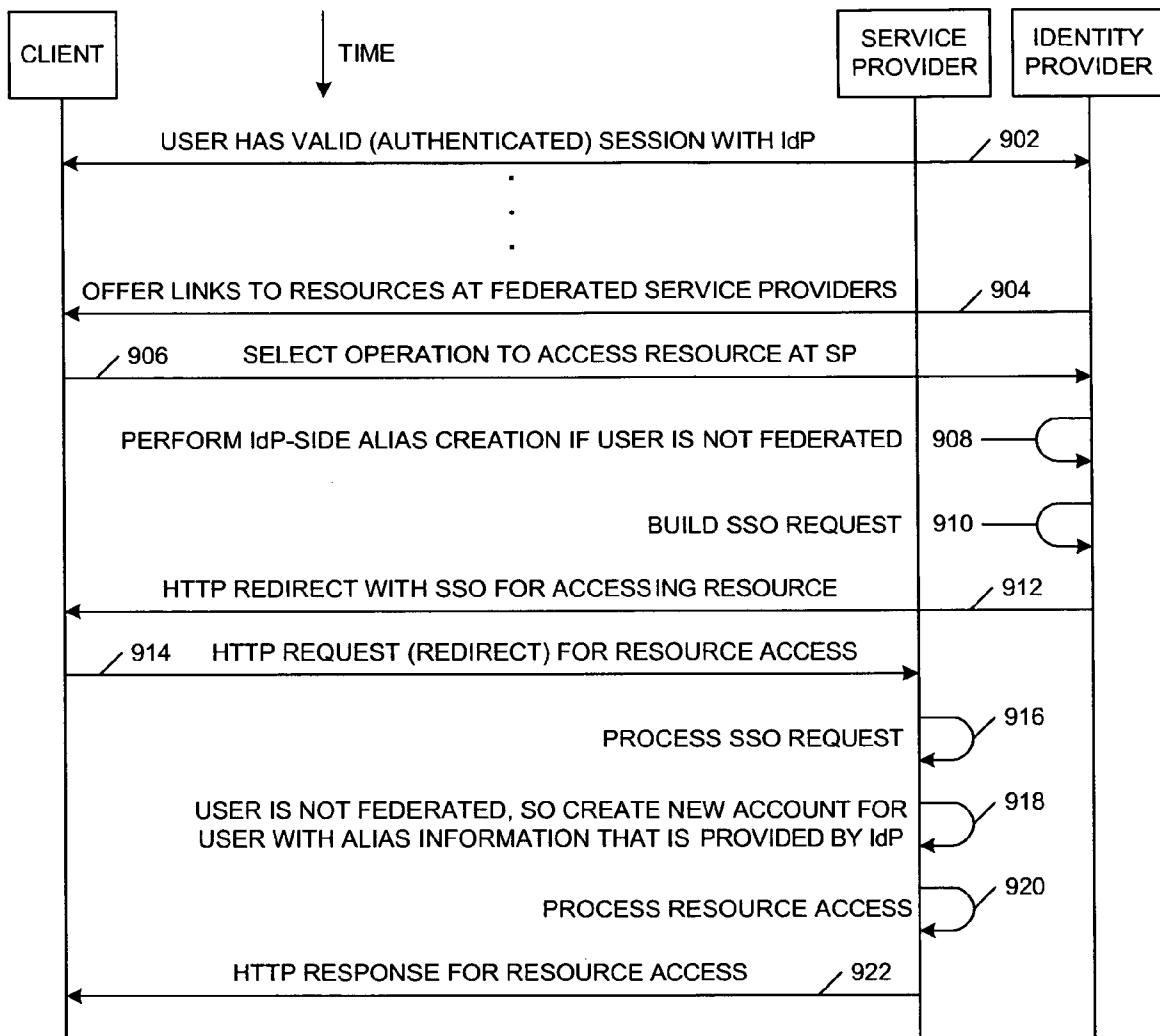 CLIENT
TIME
SERVICE
PROVIDER
IDENTITY
PROVIDER
USER HAS VALID (AUTHENTICATED) SESSION WITH IdP
902
OFFER LINKS TO RESOURCES AT FEDERATED SERVICE PROVIDERS
904
906
SELECT OPERATION TO ACCESS RESOURCE AT SP
PERFORM IdP-SIDE ALIAS CREATION IF USER IS NOT FEDERATED
908
BUILD SSO REQUEST
910
HTTP REDIRECT WITH SSO FOR ACCESSING RESOURCE
912
914
HTTP REQUEST (REDIRECT) FOR RESOURCE ACCESS
PROCESS SSO REQUEST
916
USER IS NOT FEDERATED, SO CREATE NEW ACCOUNT FOR
USER WITH ALIAS INFORMATION THAT IS PROVIDED BY IdP
918
PROCESS RESOURCE ACCESS
920
HTTP RESPONSE FOR RESOURCE ACCESS
922